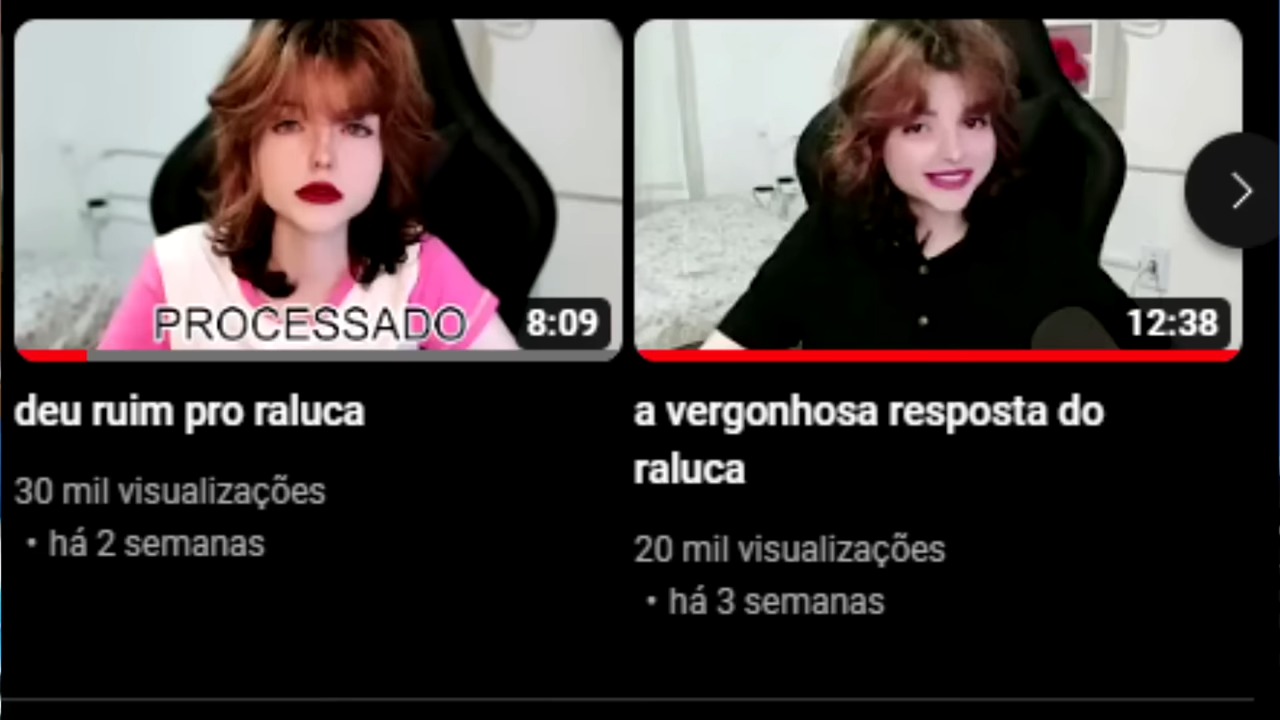 PROCESSADO
8:09
12:38
deu ruim pro raluca
30 mil visualizações
• há 2 semanas
a vergonhosa resposta do
raluca
20 mil visualizações
• há 3 semanas